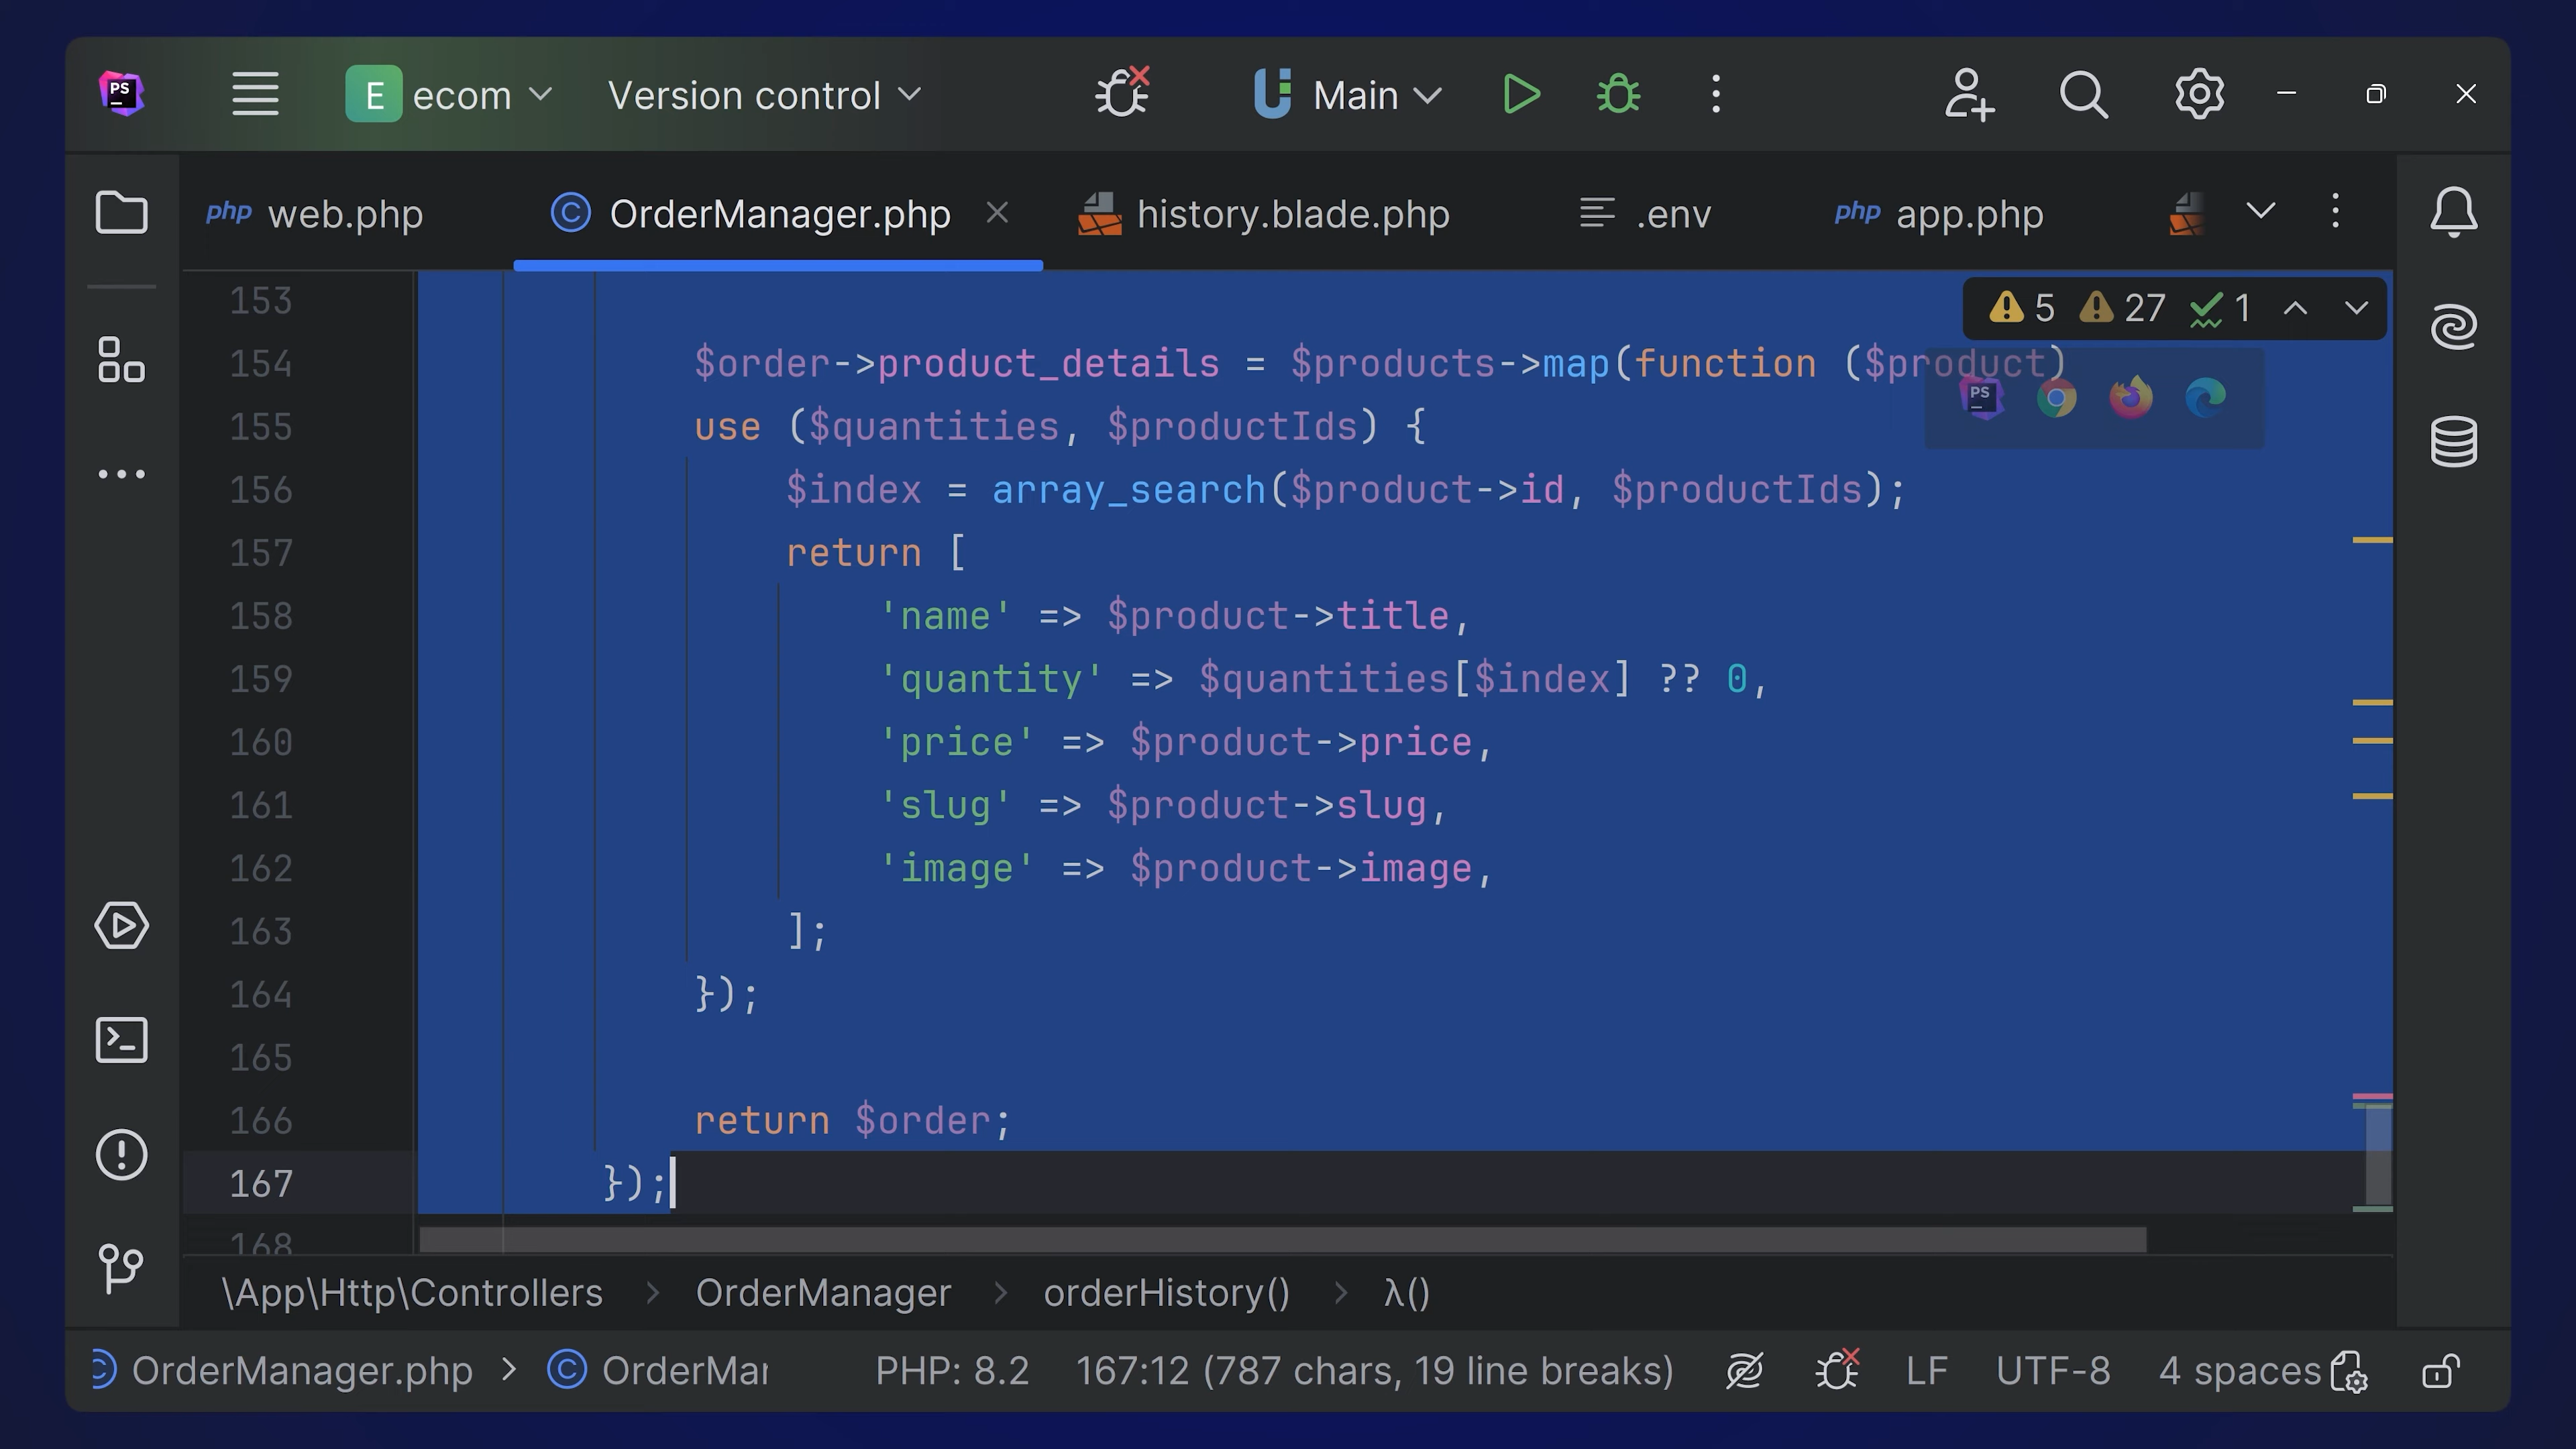 PS
E ecom Version control Main
web.php OrderManager.php history.blade.php .env app.php
5 27 1
153
154 $order->product_details = $products->map(function ($product)
155 use ($quantities, $productIds) {
156 $index = array_search($product->id, $productIds);
157 return [
158 'name' => $product->title,
159 'quantity' => $quantities[$index] ?? 0,
160 'price' => $product->price,
161 'slug' => $product->slug,
162 'image' => $product->image,
163 ];
164 });
165
166 return $order;
167 });
168
\App\Http\Controllers > OrderManager > orderHistory() > λ()
OrderManager.php > OrderMar PHP: 8.2 167:12 (787 chars, 19 line breaks) LF UTF-8 4 spaces